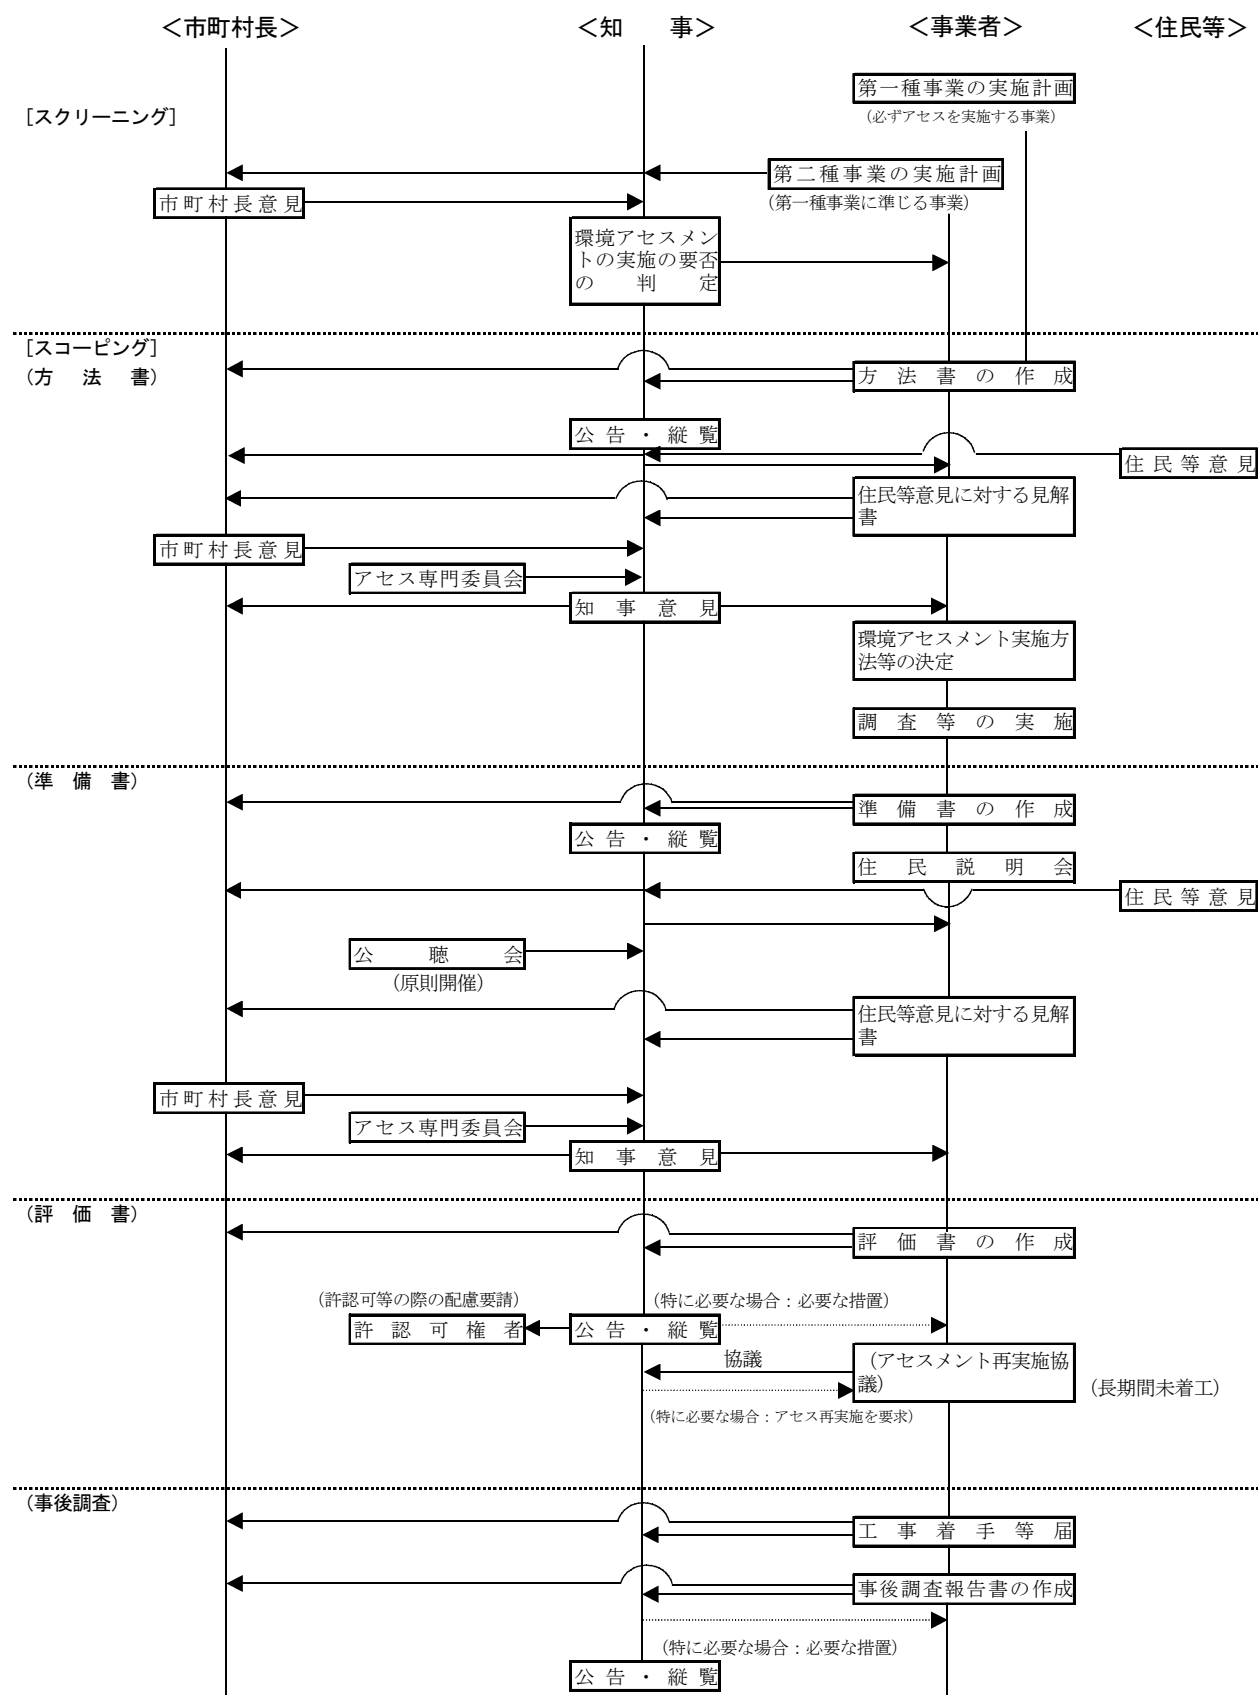 ＜市町村長＞ ＜知　事＞ ＜事業者＞ ＜住民等＞
第一種事業の実施計画
［スクリーニング］
（必ずアセスを実施する事業）
第二種事業の実施計画
市町村長意見
（第一種事業に準じる事業）
環境アセスメン
トの実施の要否
の判定
［スコーピング］
（方　法　書）
方法書の作成
公告・縦覧
住民等意見
住民等意見に対する見解
書
市町村長意見
アセス専門委員会
知事意見
環境アセスメント実施方
法等の決定
調査等の実施
（準　備　書）
準備書の作成
公告・縦覧
住民説明会
住民等意見
公聴会
（原則開催）
住民等意見に対する見解
書
市町村長意見
アセス専門委員会
知事意見
（評　価　書）
評価書の作成
（許認可等の際の配慮要請） （特に必要な場合：必要な措置）
許認可権者 公告・縦覧
協議
（アセスメント再実施協
議）
（長期間未着工）
（特に必要な場合：アセス再実施を要求）
（事後調査）
工事着手等届
事後調査報告書の作成
（特に必要な場合：必要な措置）
公告・縦覧